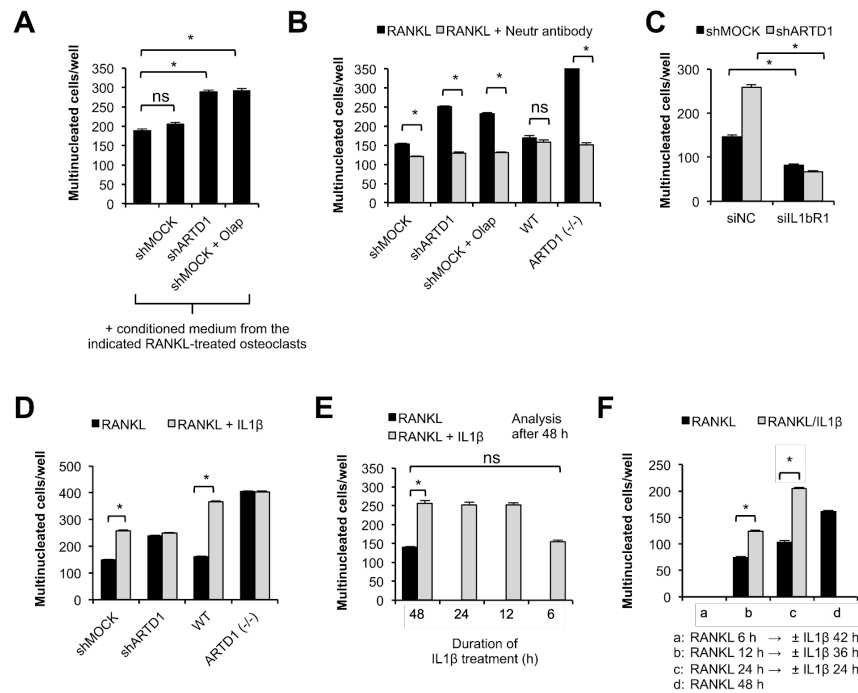 A
Multinucleated cells/well
350
300
250
200
150
100
50
0
*
*
ns
shMOCK
shARTD1
shMOCK + Olap
+ conditioned medium from the
indicated RANKL-treated osteoclasts
B
RANKL RANKL + Neutr antibody
Multinucleated cells/well
350
300
250
200
150
100
50
0
*
*
*
ns
*
shMOCK
shARTD1
shMOCK + Olap
WT
ARTD1 (-/-)
C
shMOCK shARTD1
Multinucleated cells/well
300
200
100
0
*
*
siNC siIL1bR1
D
RANKL RANKL + IL1β
Multinucleated cells/well
500
400
300
200
100
0
*
*
shMOCK
shARTD1
WT
ARTD1 (-/-)
E
RANKL
RANKL + IL1β
Analysis
after 48 h
Multinucleated cells/well
350
300
250
200
150
100
50
0
ns
*
48 24 12 6
Duration of
IL1β treatment (h)
F
RANKL RANKL/IL1β
Multinucleated cells/well
250
200
150
100
50
0
*
*
a b c d
a: RANKL 6 h → ± IL1β 42 h
b: RANKL 12 h → ± IL1β 36 h
c: RANKL 24 h → ± IL1β 24 h
d: RANKL 48 h